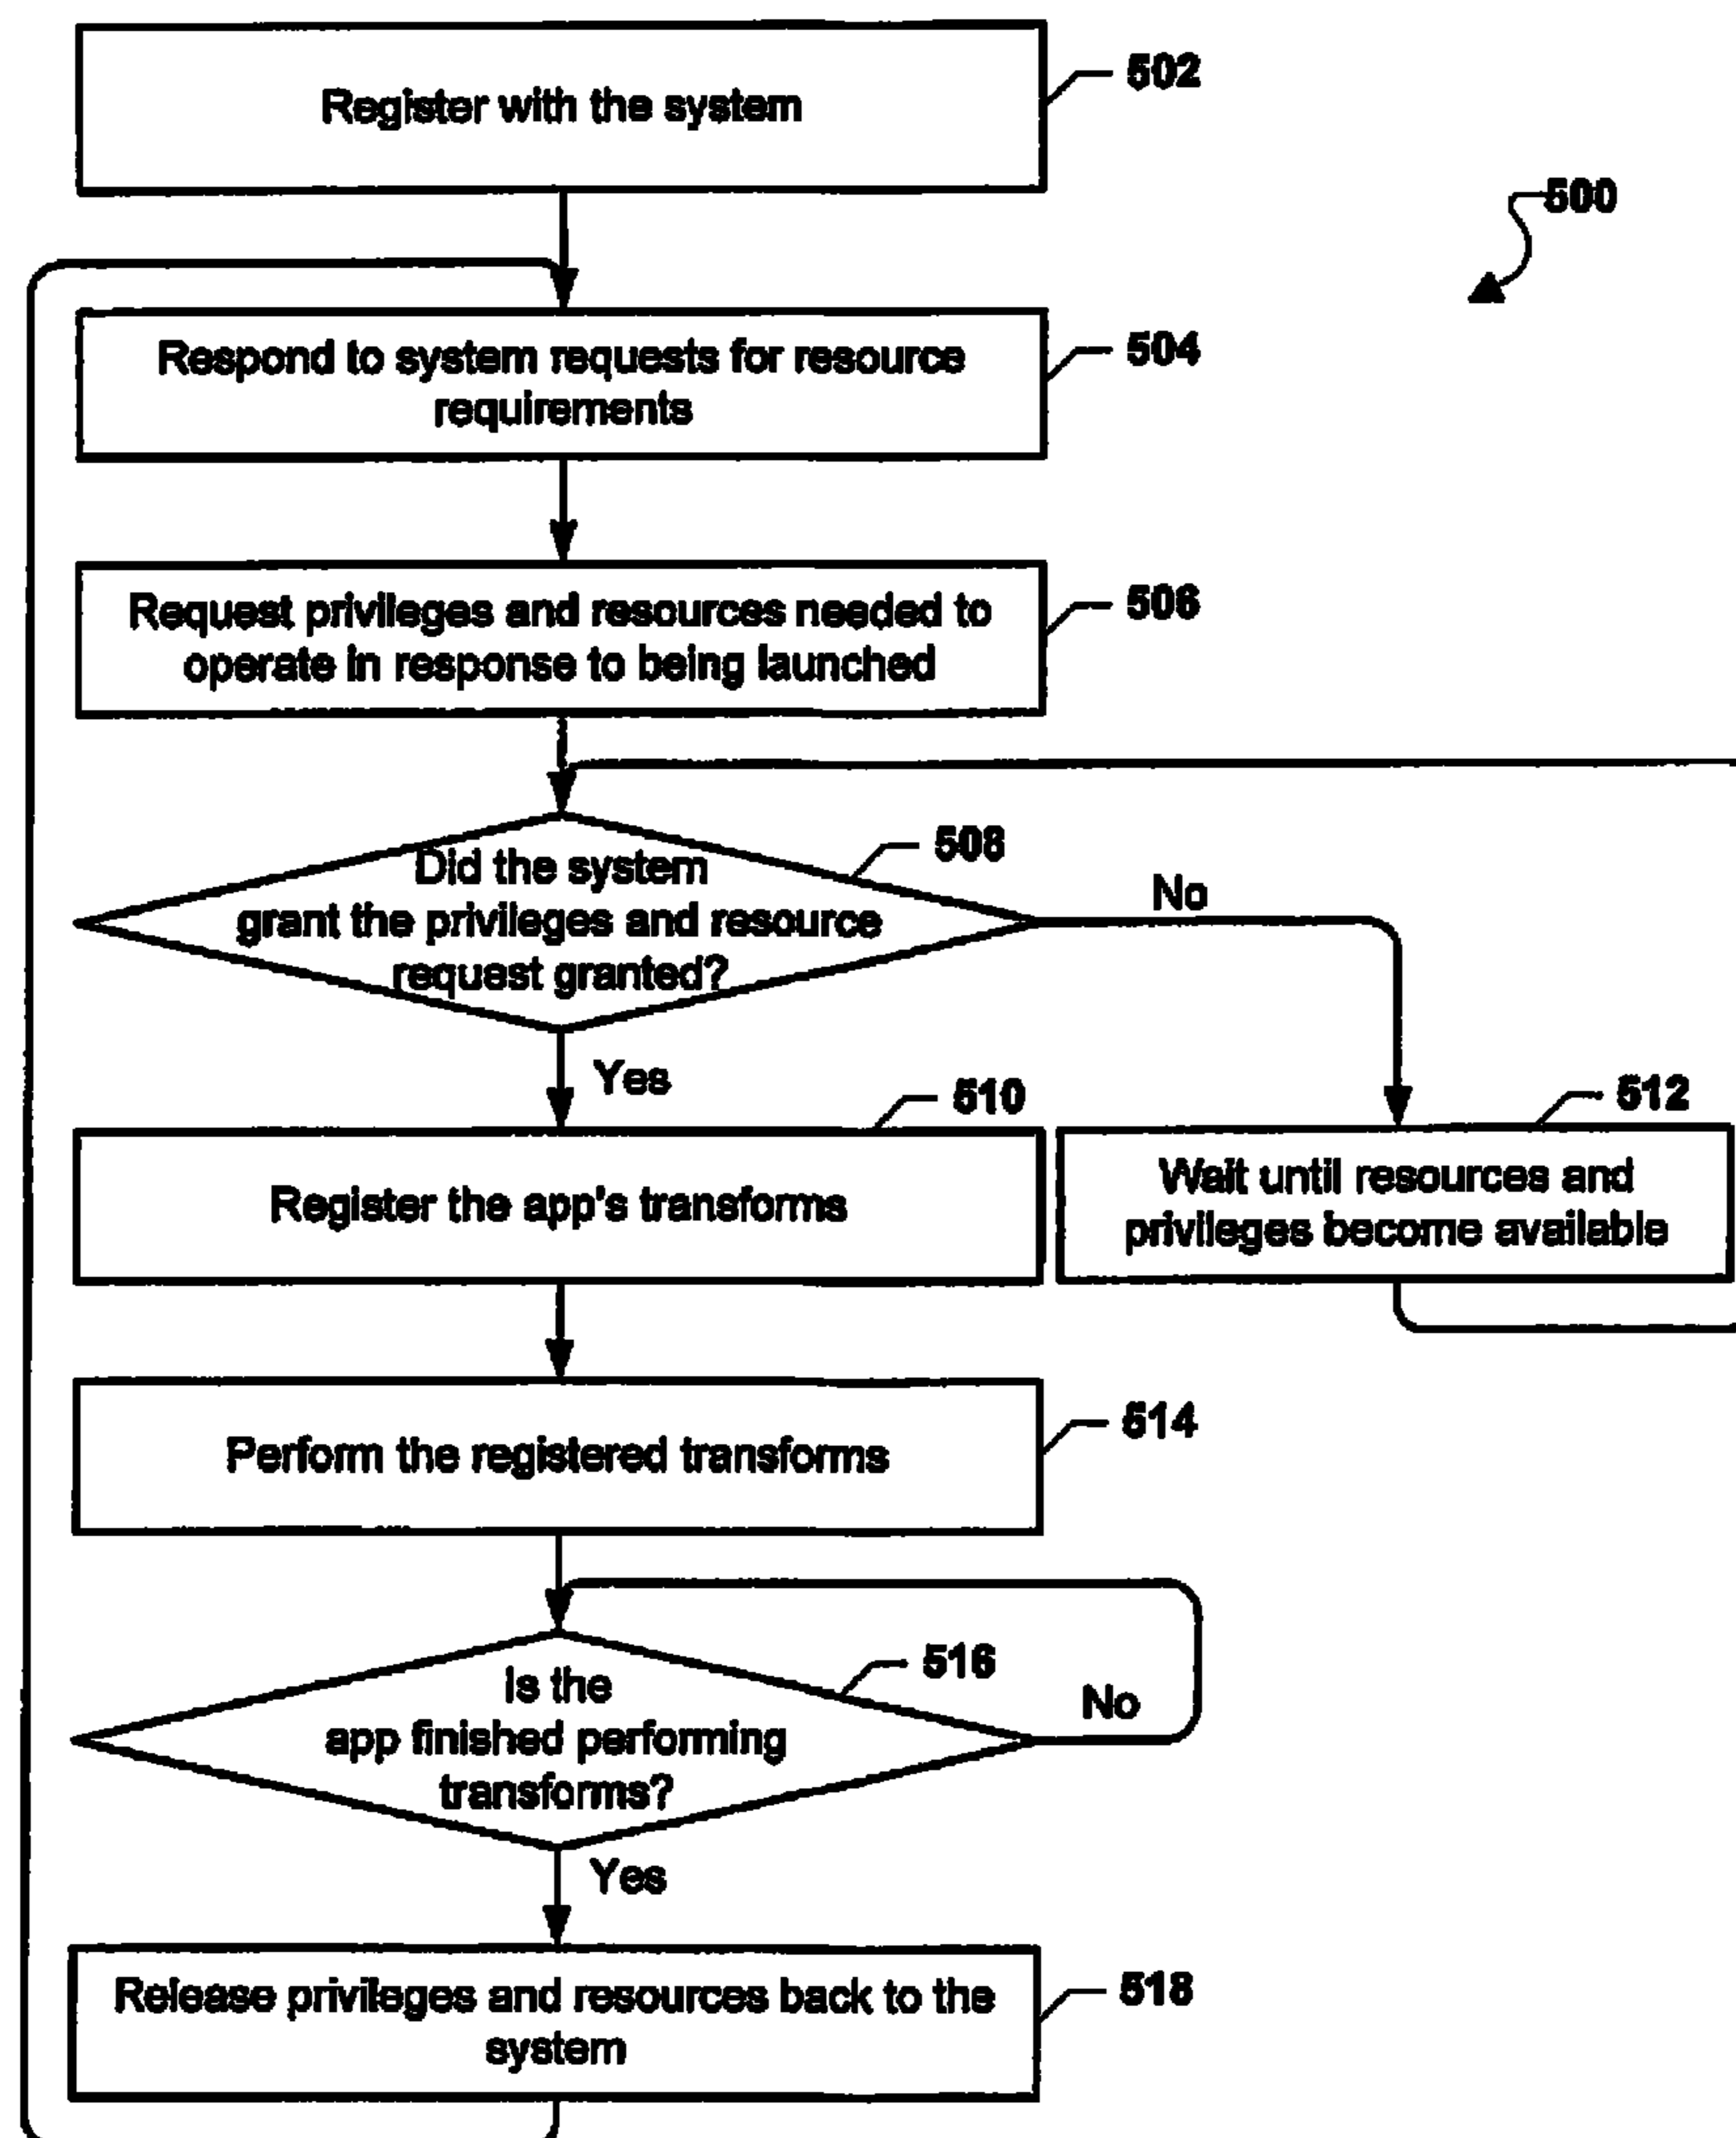 Register with the system
502
500
Respond to system requests for resource
requirements
504
Request privileges and resources needed to
operate in response to being launched
506
Did the system
grant the privileges and resource
request granted?
508
No
Yes
510
512
Register the app's transforms
Wait until resources and
privileges become available
Perform the registered transforms
514
Is the
app finished performing
transforms?
516
No
Yes
Release privileges and resources back to the
system
518